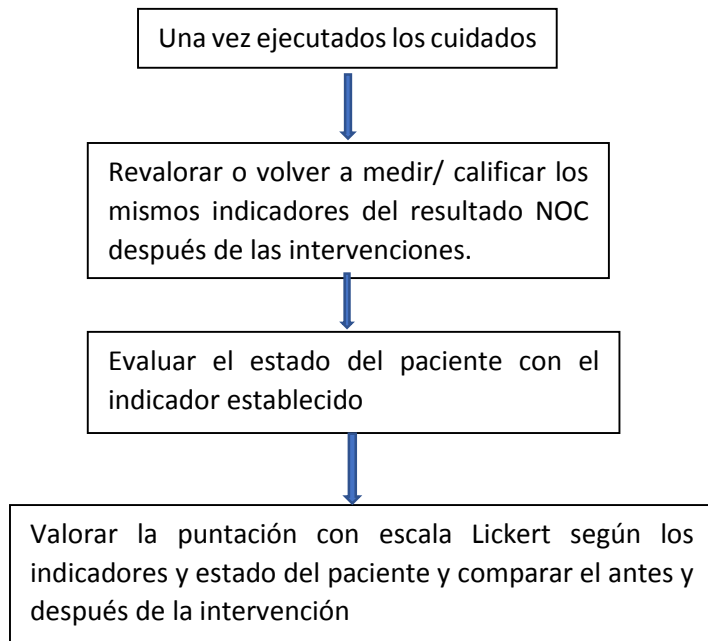 Una vez ejecutados los cuidados
Revalorar o volver a medir/ calificar los
mismos indicadores del resultado NOC
después de las intervenciones.
Evaluar el estado del paciente con el
indicador establecido
Valorar la puntación con escala Lickert según los
indicadores y estado del paciente y comparar el antes y
después de la intervención